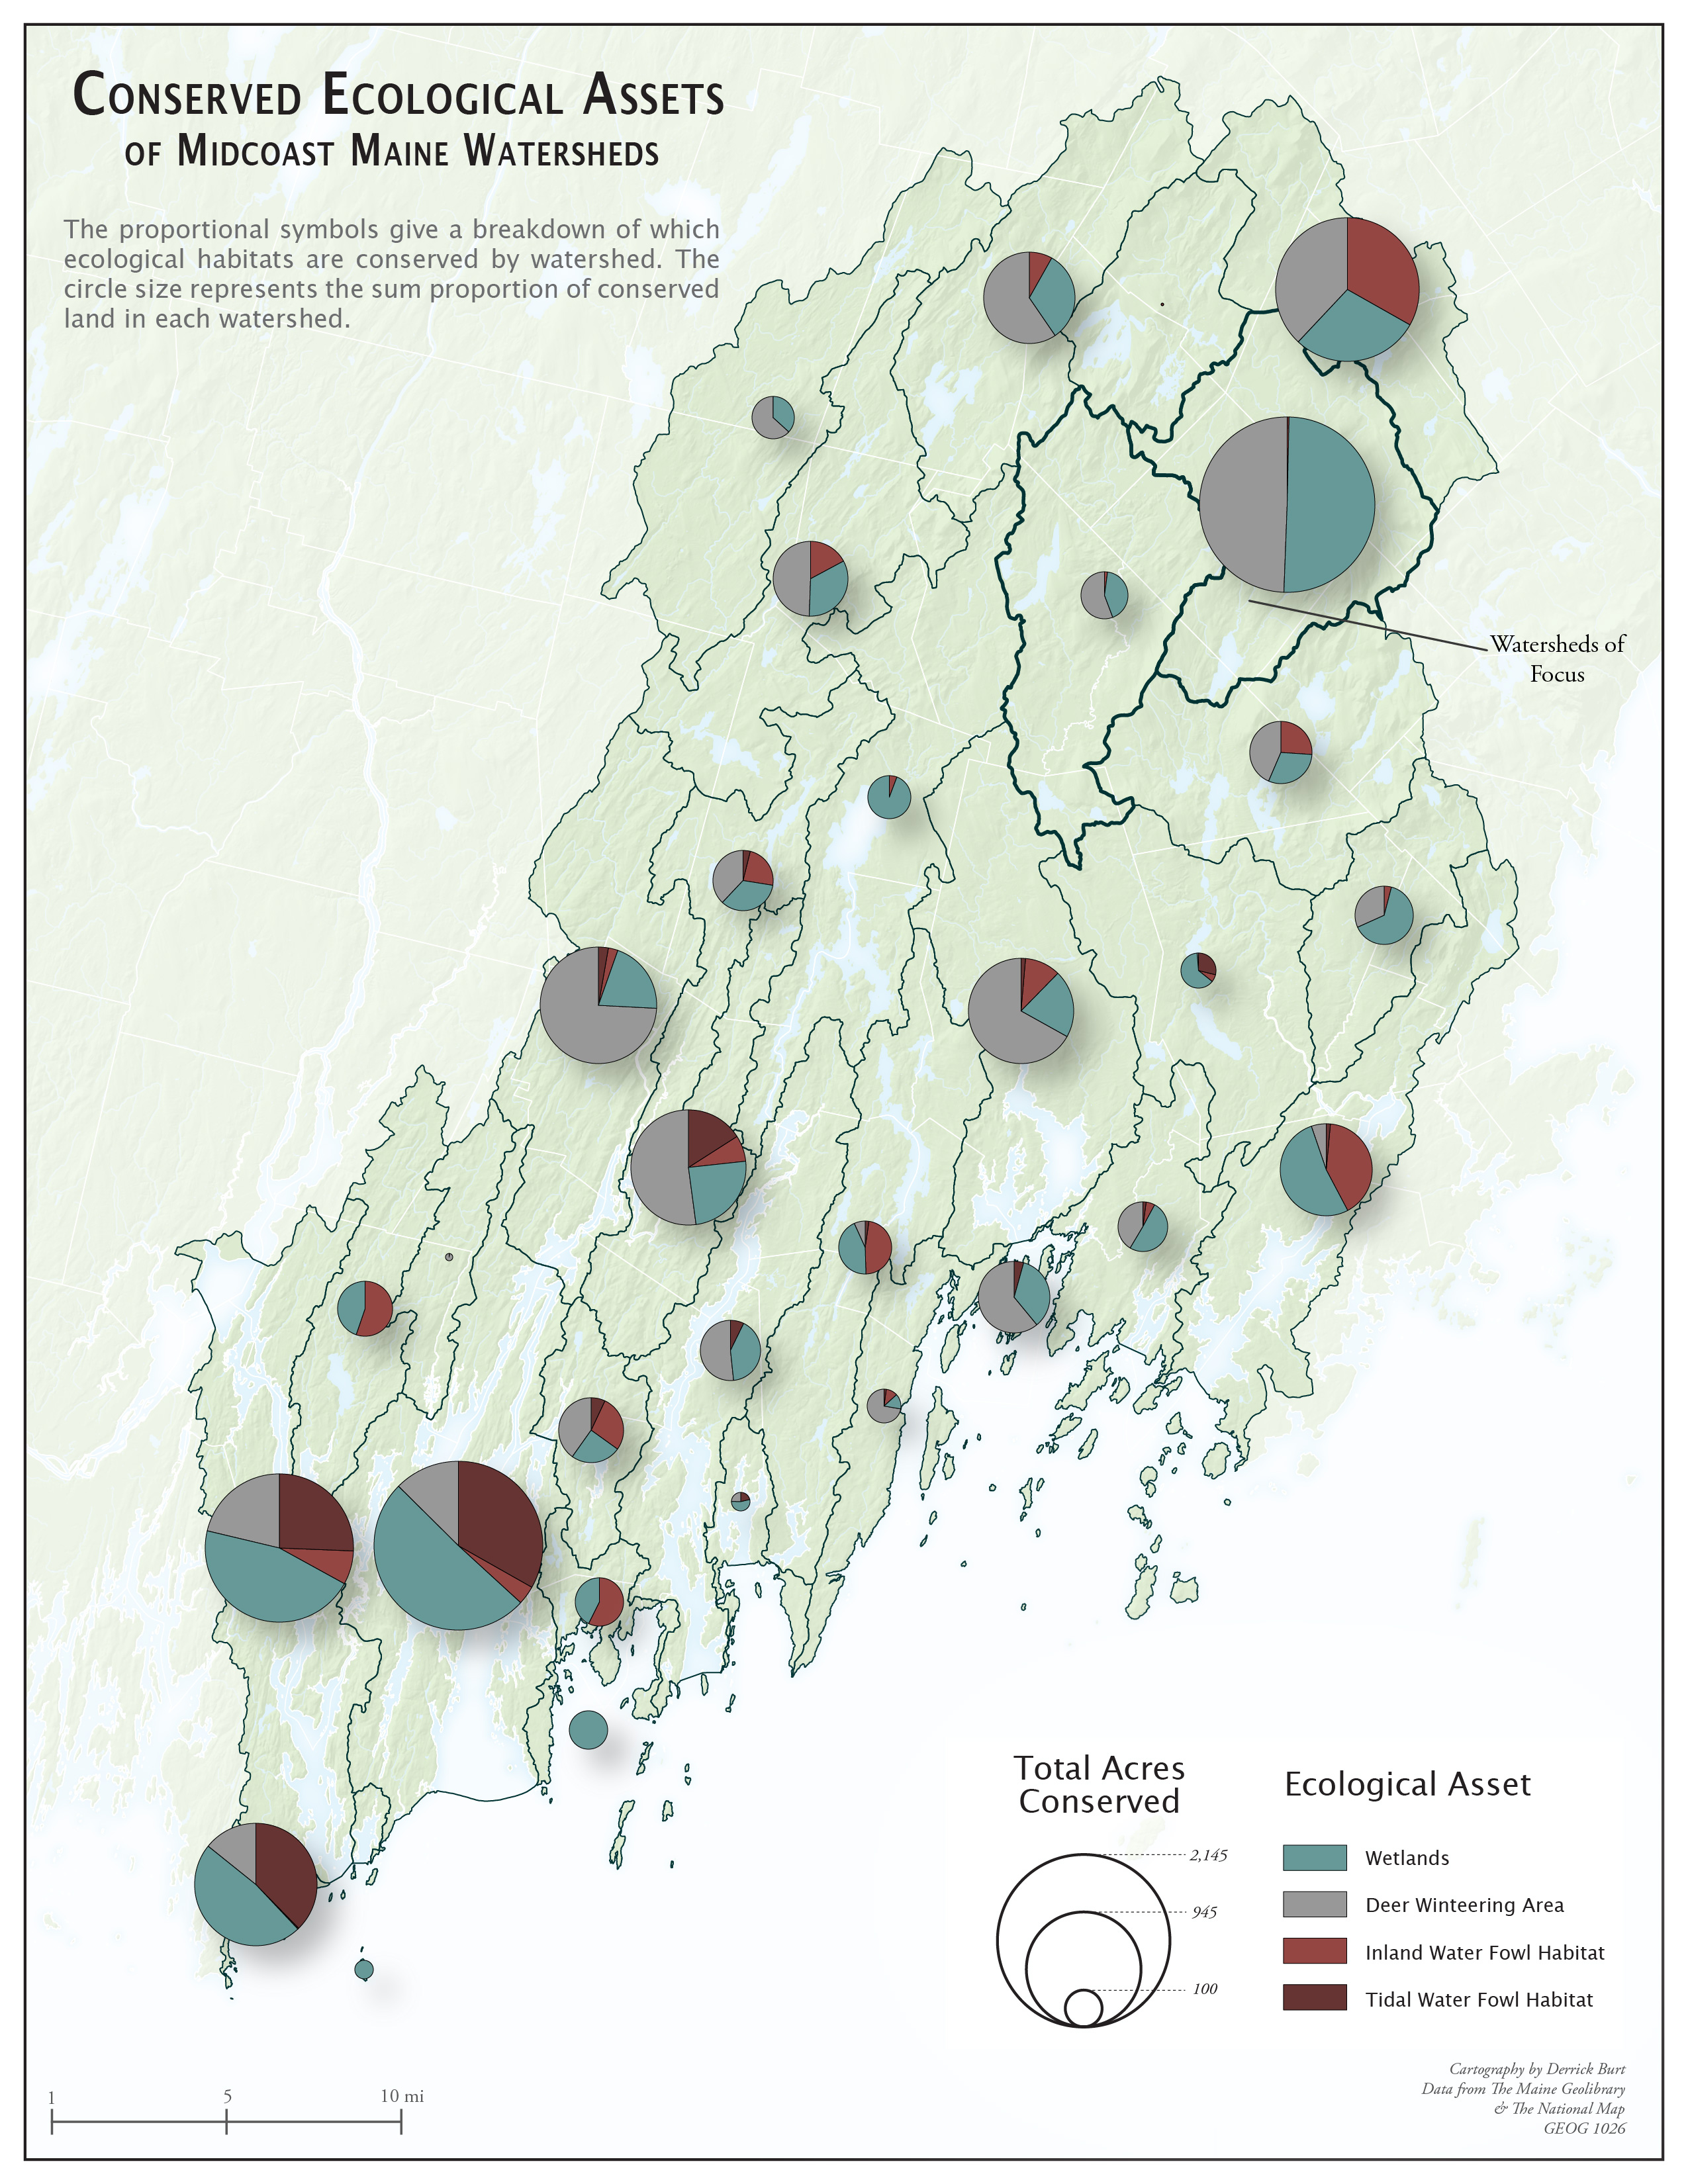 Conserved Ecological Assets
of Midcoast Maine Watersheds
The proportional symbols give a breakdown of which
ecological habitats are conserved by watershed. The
circle size represents the sum proportion of conserved
land in each watershed.
Watersheds of
Focus
Total Acres
Conserved
2,145
945
100
Ecological Asset
Wetlands
Deer Winteering Area
Inland Water Fowl Habitat
Tidal Water Fowl Habitat
1 5 10 mi
Cartography by Derrick Burt
Data from The Maine Geolibrary
& The National Map
GEOG 1026